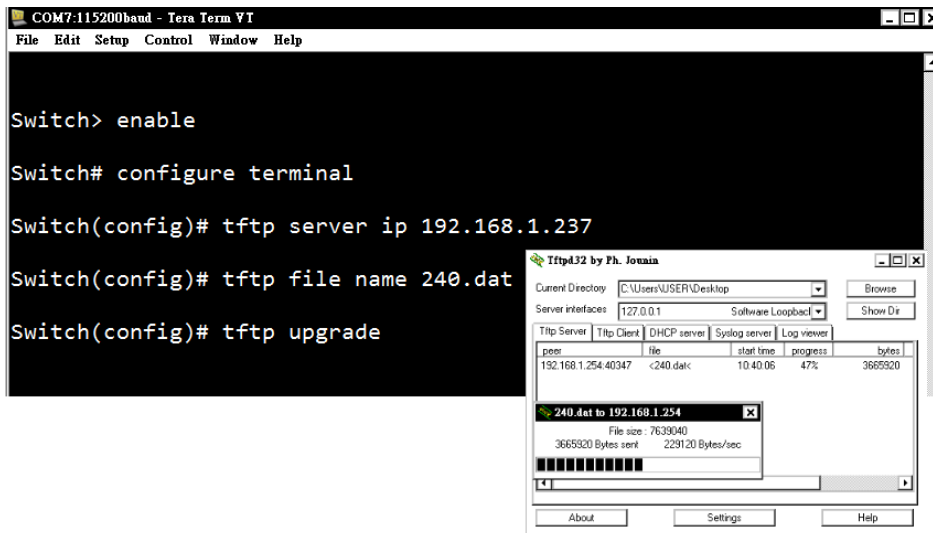 COM7:115200baud - Tera Term VT
File Edit Setup Control Window Help
Switch> enable
Switch# configure terminal
Switch(config)# tftp server ip 192.168.1.237
Switch(config)# tftp file name 240.dat
Switch(config)# tftp upgrade
Tftpd32 by Ph. Jounin
Current Directory C:\Users\USER\Desktop Browse
Server interfaces 127.0.0.1 Software Loopbacl Show Dir
Tftp Server Tftp Client DHCP server Syslog server Log viewer
peer file start time progress bytes
192.168.1.254:40347 <240.dat< 10:40:06 47% 3665920
240.dat to 192.168.1.254
File size : 7639040
3665920 Bytes sent 229120 Bytes/sec
About Settings Help